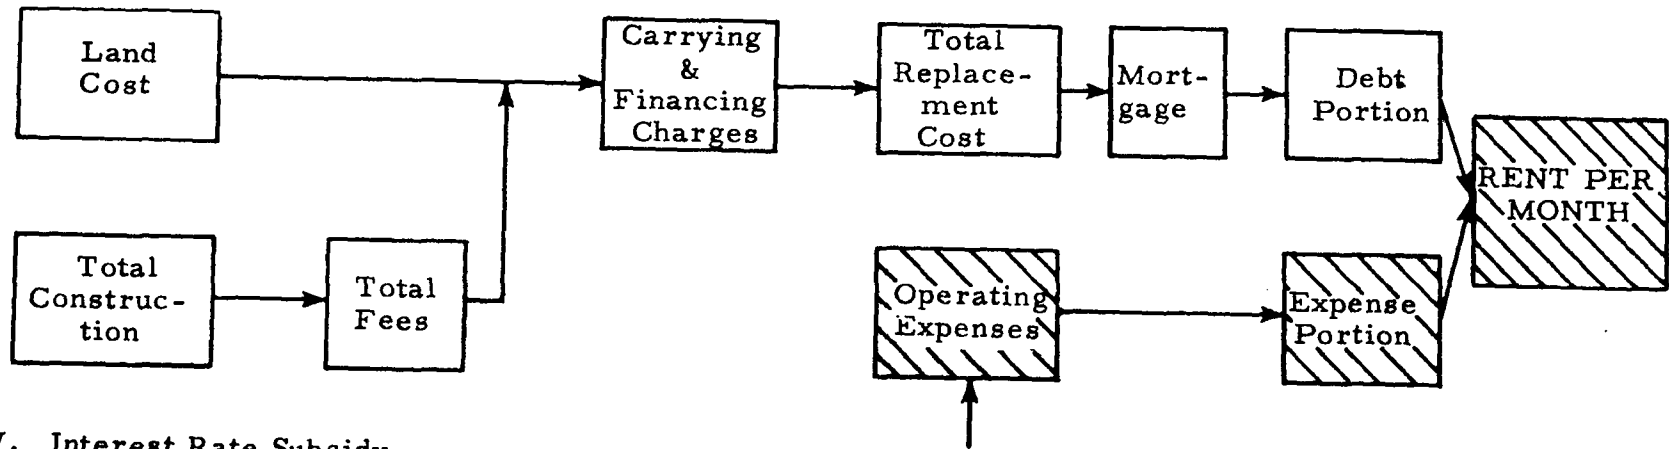 Land
Cost
Carrying
&
Financing
Charges
Total
Replace-
ment
Cost
Mort-
gage
Debt
Portion
RENT PER
MONTH
Total
Construc-
tion
Total
Fees
Operating
Expenses
Expense
Portion
Interest Rate Subsidy